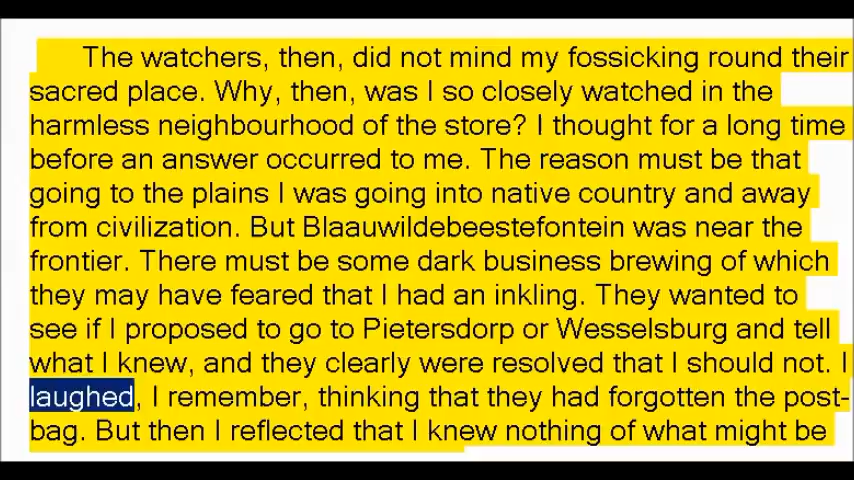 The watchers, then, did not mind my fossicking round their
sacred place. Why, then, was I so closely watched in the
harmless neighbourhood of the store? I thought for a long time
before an answer occurred to me. The reason must be that
going to the plains I was going into native country and away
from civilization. But Blaauwildebeestefontein was near the
frontier. There must be some dark business brewing of which
they may have feared that I had an inkling. They wanted to
see if I proposed to go to Pietersdorp or Wesselsburg and tell
what I knew, and they clearly were resolved that I should not. I
laughed, I remember, thinking that they had forgotten the post-
bag. But then I reflected that I knew nothing of what might be